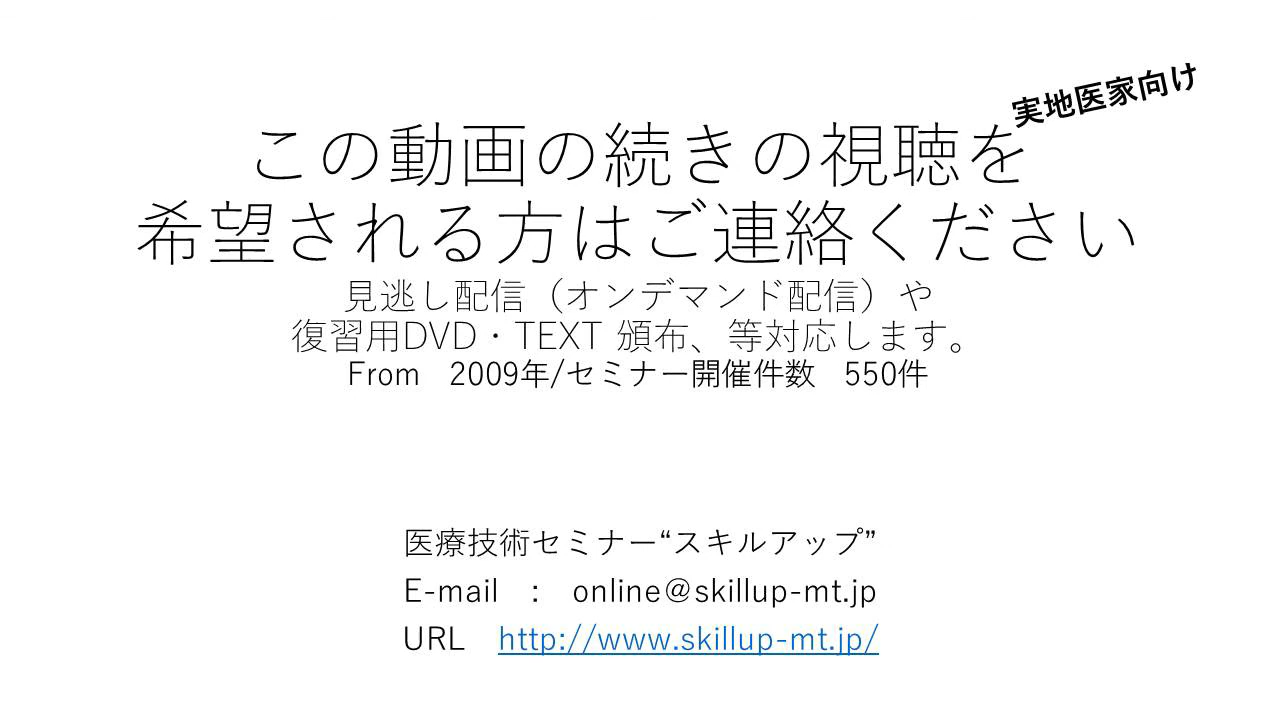 実地医家向け
この動画の続きの視聴を
希望される方はご連絡ください
見逃し配信（オンデマンド配信）や
復習用DVD・TEXT 頒布、等対応します。
From　2009年/セミナー開催件数　550件
医療技術セミナー“スキルアップ”
E-mail　:　online@skillup-mt.jp
URL　http://www.skillup-mt.jp/